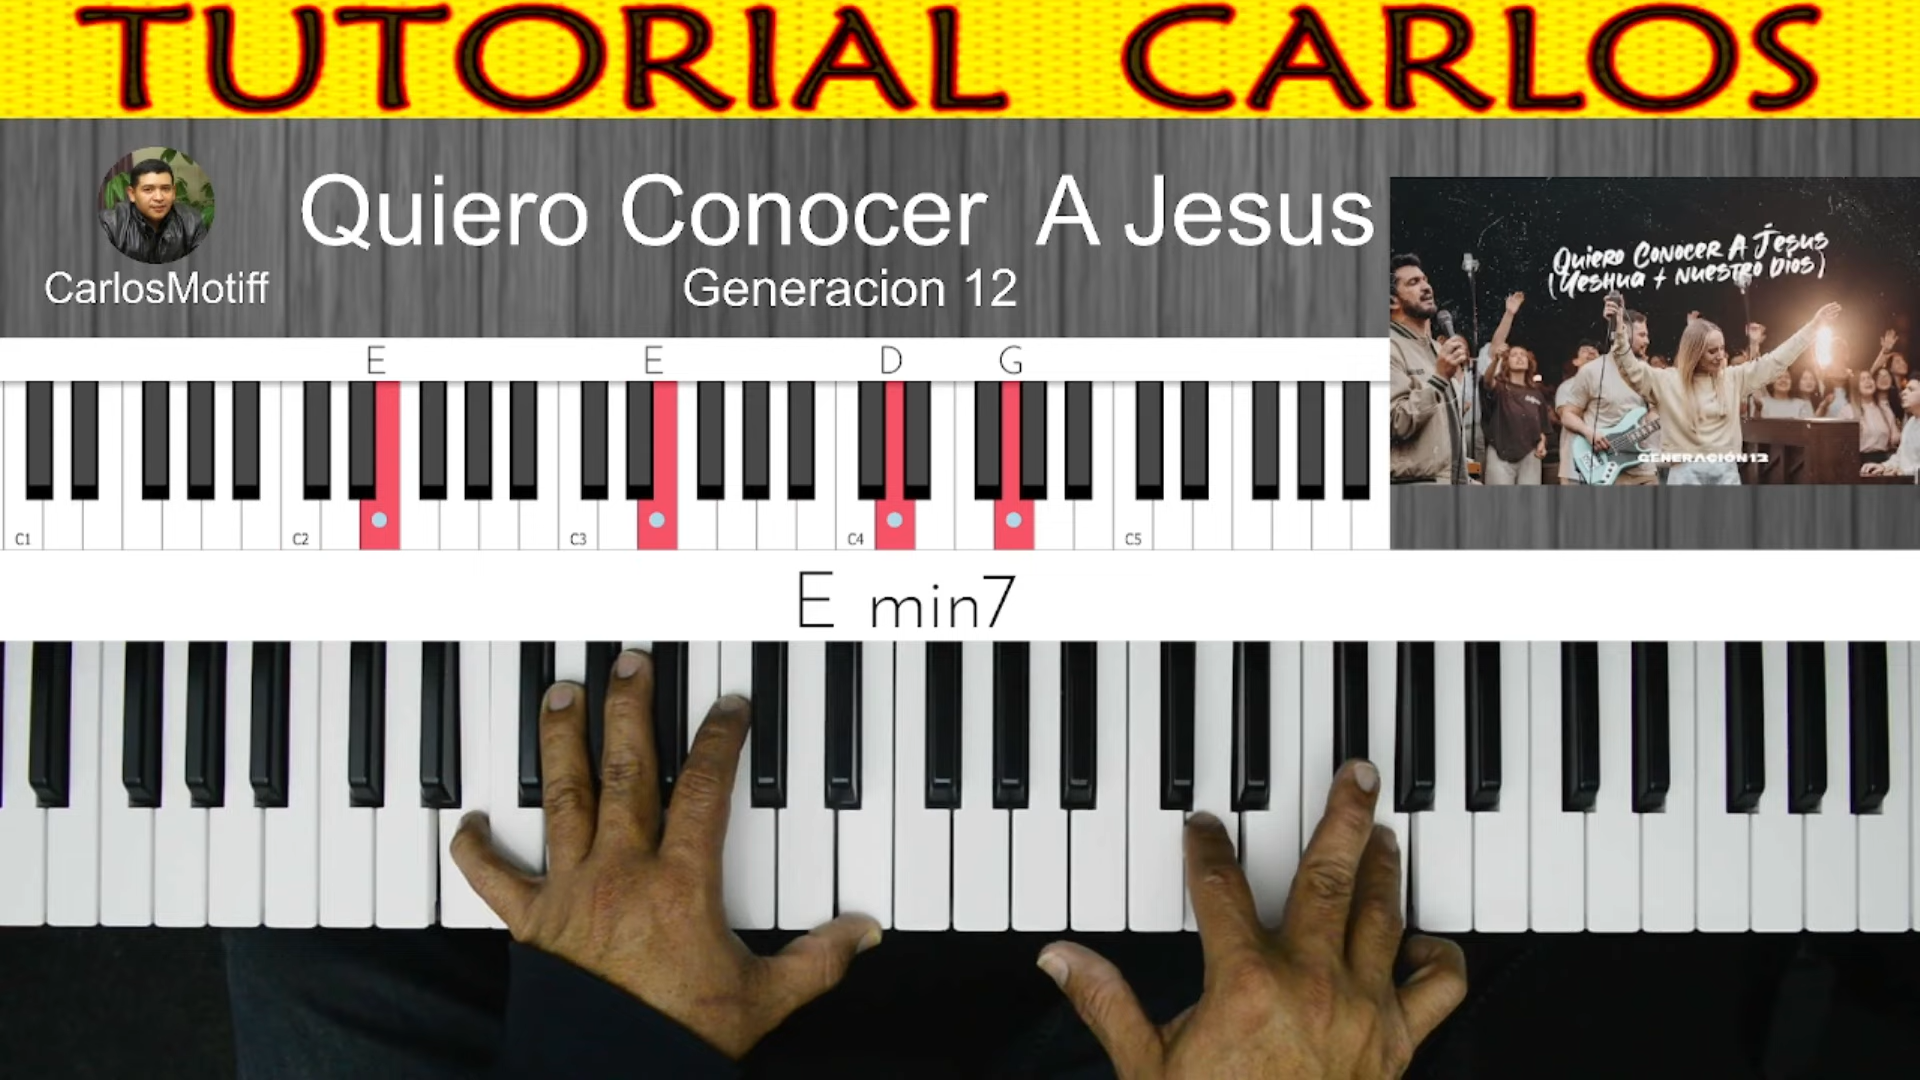 TUTORIAL CARLOS
Quiero Conocer A Jesus
CarlosMotiff
Generacion 12
Quiero Conocer A Jesus
(Yeshua + Nuestro Dios)
GENERACIÓN 12
E E D G
C1 C2 C3 C4 C5
E min7